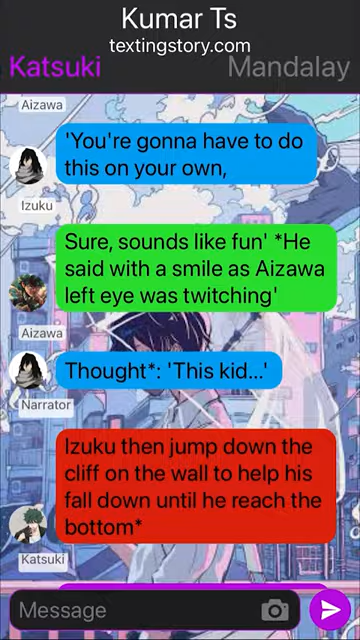 Kumar Ts
textingstory.com
Katsuki
Mandalay
Aizawa
'You're gonna have to do
this on your own,
Izuku
Sure, sounds like fun' *He
said with a smile as Aizawa
left eye was twitching'
Aizawa
Thought*: 'This kid...'
Narrator
Izuku then jump down the
cliff on the wall to help his
fall down until he reach the
bottom*
Katsuki
Message